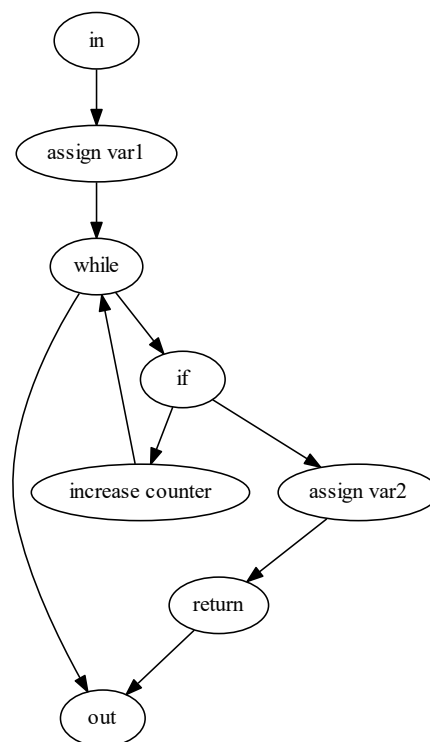 in
assign var1
while
if
increase counter
assign var2
return
out